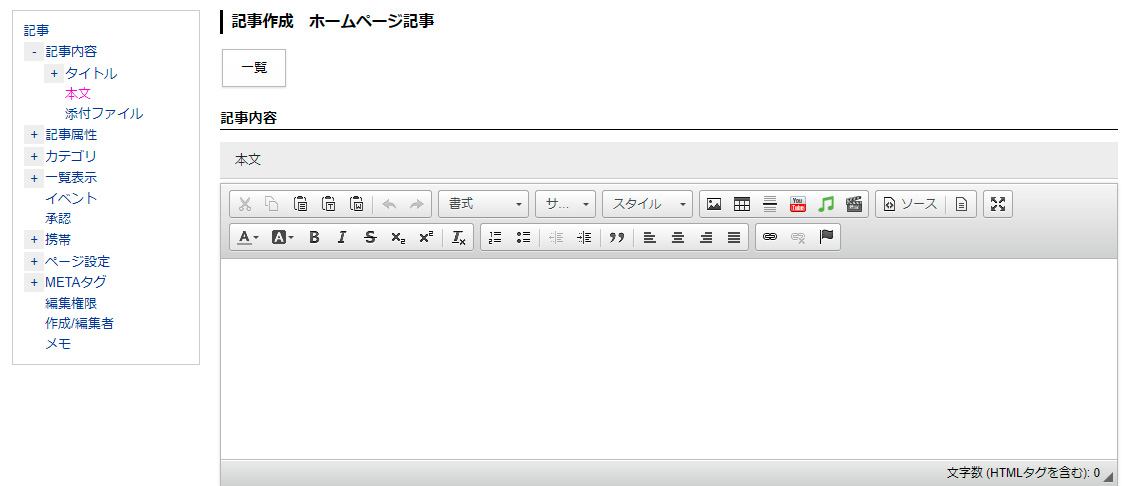 記事
- 記事内容
+ タイトル
本文
添付ファイル
+ 記事属性
+ カテゴリ
+ 一覧表示
イベント
承認
+ 携帯
+ ページ設定
+ METAタグ
編集権限
作成/編集者
メモ
記事作成　ホームページ記事
一覧
記事内容
本文
書式 サ... スタイル You Tube ソース
A A B I S x₂ x² Tx
文字数 (HTMLタグを含む): 0